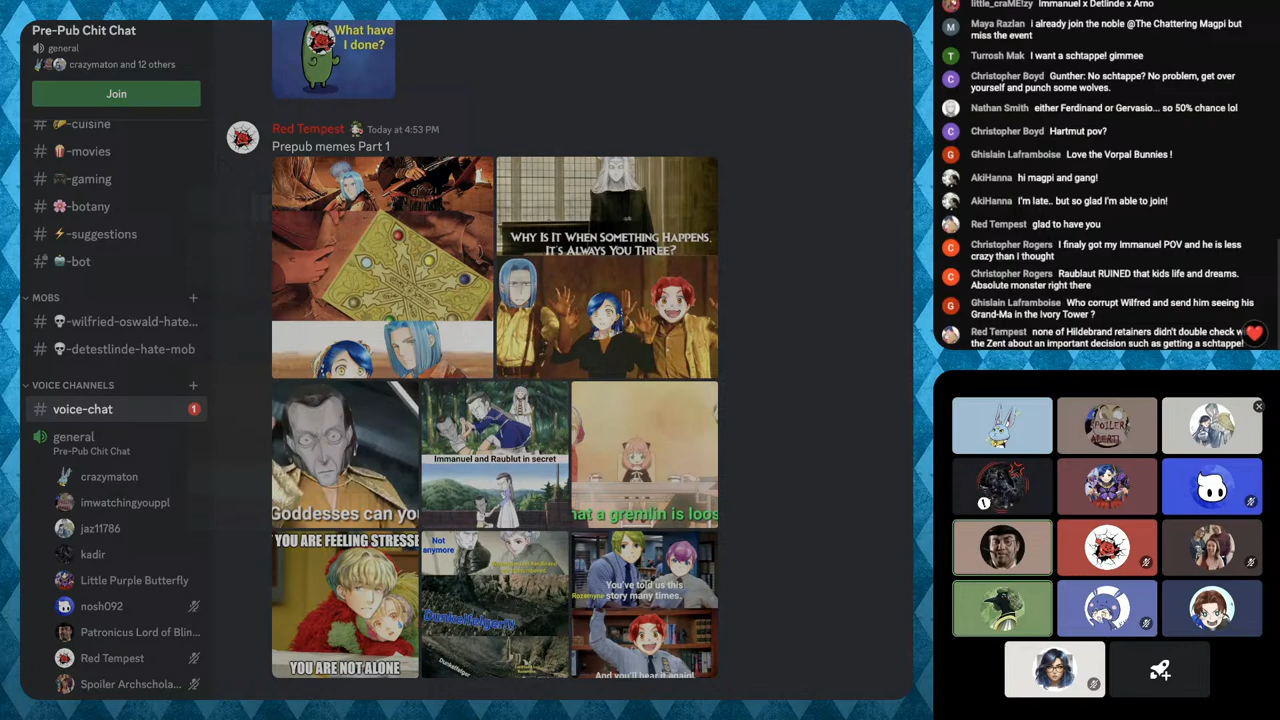 Pre-Pub Chit Chat
general
crazymaton and 12 others
Join
# -cuisine
# -movies
# -gaming
# -botany
# -suggestions
# -bot
MOBS
# -wilfried-oswald-hate...
# -detestlinde-hate-mob
VOICE CHANNELS
# voice-chat 1
general
Pre-Pub Chit Chat
crazymaton
imwatchingyouppl
jaz11786
kadir
Little Purple Butterfly
nosh092
Patronicus Lord of Blin...
Red Tempest
Spoiler Archschola...
What have
I done?
Red Tempest Today at 4:53 PM
Prepub memes Part 1
WHY IS IT WHEN SOMETHING HAPPENS,
IT'S ALWAYS YOU THREE?
Goddesses can yo
Immanuel and Raublut in secret
hat a gremlin is loos
YOU ARE FEELING STRESSE
YOU ARE NOT ALONE
Not
anymore
Dunkelfelger
You've told us this
Rozemyne story many times.
And you'll hear it again!
little_craME!zy Immanuel x Detlinde x Arno
Maya Razlan i already join the noble @The Chattering Magpi but
miss the event
Turrosh Mak I want a schtappe! gimmee
Christopher Boyd Gunther: No schtappe? No problem, get over
yourself and punch some wolves.
Nathan Smith either Ferdinand or Gervasio... so 50% chance lol
Christopher Boyd Hartmut pov?
Ghislain Laframboise Love the Vorpal Bunnies !
AkiHanna hi magpi and gang!
AkiHanna I'm late.. but so glad I'm able to join!
Red Tempest glad to have you
Christopher Rogers I finaly got my Immanuel POV and he is less
crazy than I thought
Christopher Rogers Raublaut RUINED that kids life and dreams.
Absolute monster right there
Ghislain Laframboise Who corrupt Wilfred and send him seeing his
Grand-Ma in the Ivory Tower ?
Red Tempest none of Hildebrand retainers didn't double check w
the Zent about an important decision such as getting a schtappe!
SPOILER
ALERT!